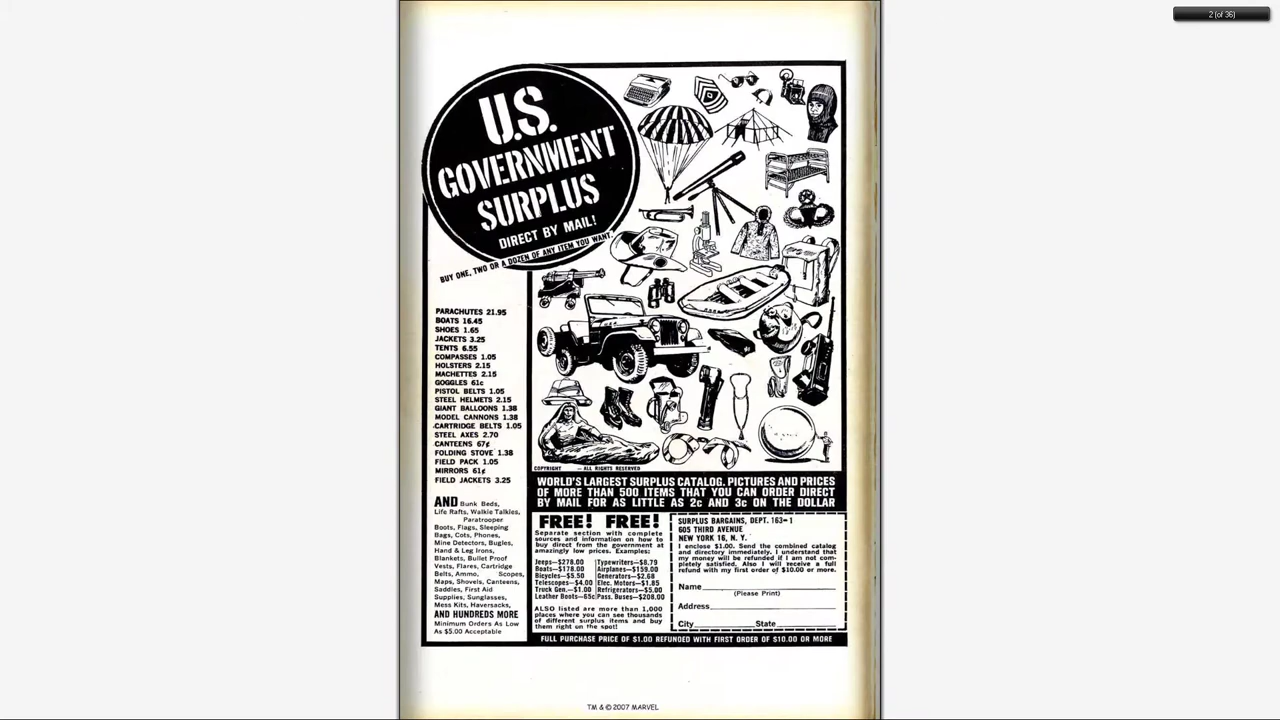 2 (of 36)
U.S.
GOVERNMENT
SURPLUS
DIRECT BY MAIL!
BUY ONE, TWO OR A DOZEN OF ANY ITEM YOU WANT.
PARACHUTES 21.95
BOATS 16.45
SHOES 1.65
JACKETS 3.25
TENTS 6.55
COMPASSES 1.05
HOLSTERS 2.15
MACHETTES 2.15
GOGGLES 61c
PISTOL BELTS 1.05
STEEL HELMETS 2.15
GIANT BALLOONS 1.38
MODEL CANNONS 1.38
CARTRIDGE BELTS 1.05
STEEL AXES 2.70
CANTEENS 67¢
FOLDING STOVE 1.38
FIELD PACK 1.05
MIRRORS 61¢
FIELD JACKETS 3.25
AND Bunk Beds,
Life Rafts, Walkie Talkies,
Paratrooper
Boots, Flags, Sleeping
Bags, Cots, Phones,
Mine Detectors, Bugles,
Hand & Leg Irons,
Blankets, Bullet Proof
Vests, Flares, Cartridge
Belts, Ammo, Scopes,
Maps, Shovels, Canteens,
Saddles, First Aid
Supplies, Sunglasses,
Mess Kits, Haversacks,
AND HUNDREDS MORE
Minimum Orders As Low
As $5.00 Acceptable
COPYRIGHT — ALL RIGHTS RESERVED
WORLD'S LARGEST SURPLUS CATALOG. PICTURES AND PRICES
OF MORE THAN 500 ITEMS THAT YOU CAN ORDER DIRECT
BY MAIL FOR AS LITTLE AS 2c AND 3c ON THE DOLLAR
FREE! FREE!
Separate section with complete
sources and information on how to
buy direct from the government at
amazingly low prices. Examples:
Jeeps—$278.00
Boats—$178.00
Bicycles—$5.50
Telescopes—$4.00
Truck Gen.—$1.00
Leather Boots—65c
Typewriters—$8.79
Airplanes—$159.00
Generators—$2.68
Elec. Motors—$1.85
Refrigerators—$5.00
Pass. Buses—$208.00
ALSO listed are more than 1,000
places where you can see thousands
of different surplus items and buy
them right on the spot!
SURPLUS BARGAINS, DEPT. 163-1
605 THIRD AVENUE
NEW YORK 16, N. Y.
I enclose $1.00. Send the combined catalog
and directory immediately. I understand that
my money will be refunded if I am not com-
pletely satisfied. Also I will receive a full
refund with my first order of $10.00 or more.
Name
(Please Print)
Address
City State
FULL PURCHASE PRICE OF $1.00 REFUNDED WITH FIRST ORDER OF $10.00 OR MORE
TM & © 2007 MARVEL